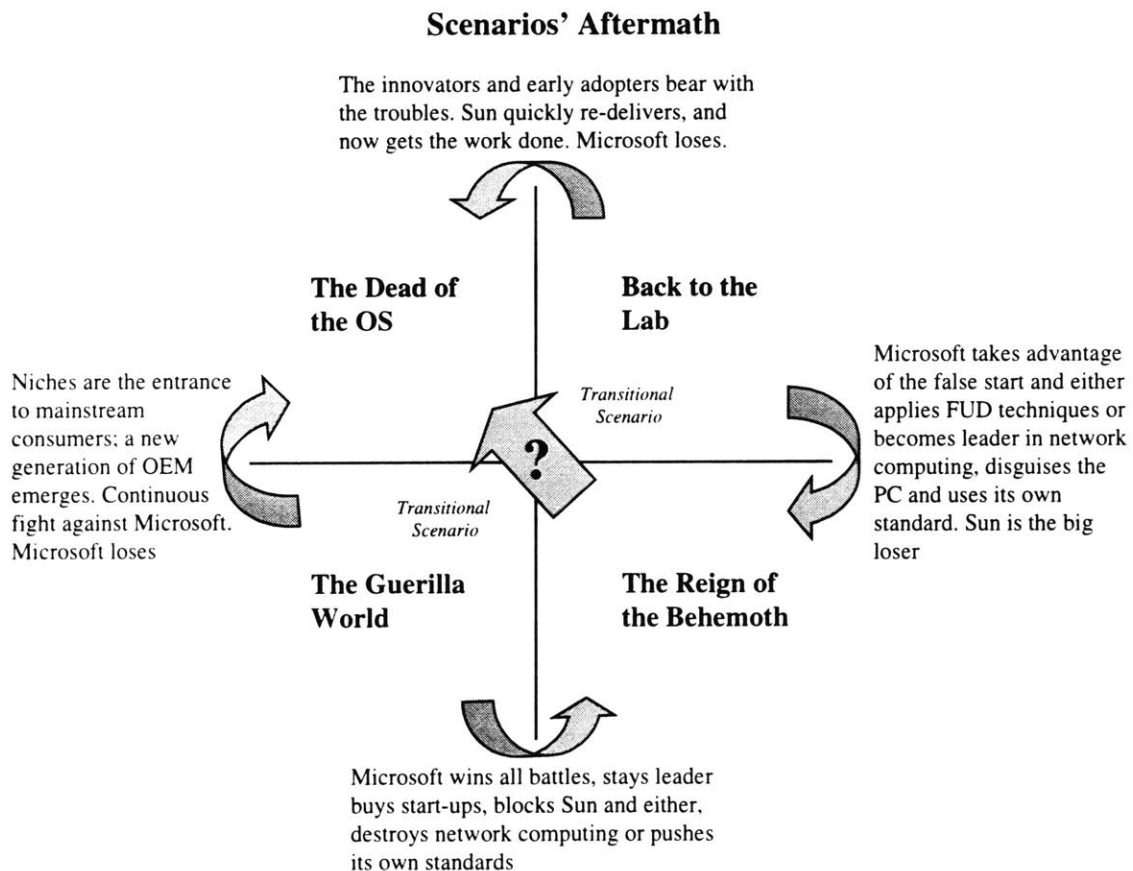 Scenarios’ Aftermath
The innovators and early adopters bear with
the troubles. Sun quickly re-delivers, and
now gets the work done. Microsoft loses.
The Dead of
the OS
Back to the
Lab
Niches are the entrance
to mainstream
consumers; a new
generation of OEM
emerges. Continuous
fight against Microsoft.
Microsoft loses
Transitional
Scenario
?
Transitional
Scenario
Microsoft takes advantage
of the false start and either
applies FUD techniques or
becomes leader in network
computing, disguises the
PC and uses its own
standard. Sun is the big
loser
The Guerilla
World
The Reign of
the Behemoth
Microsoft wins all battles, stays leader
buys start-ups, blocks Sun and either,
destroys network computing or pushes
its own standards